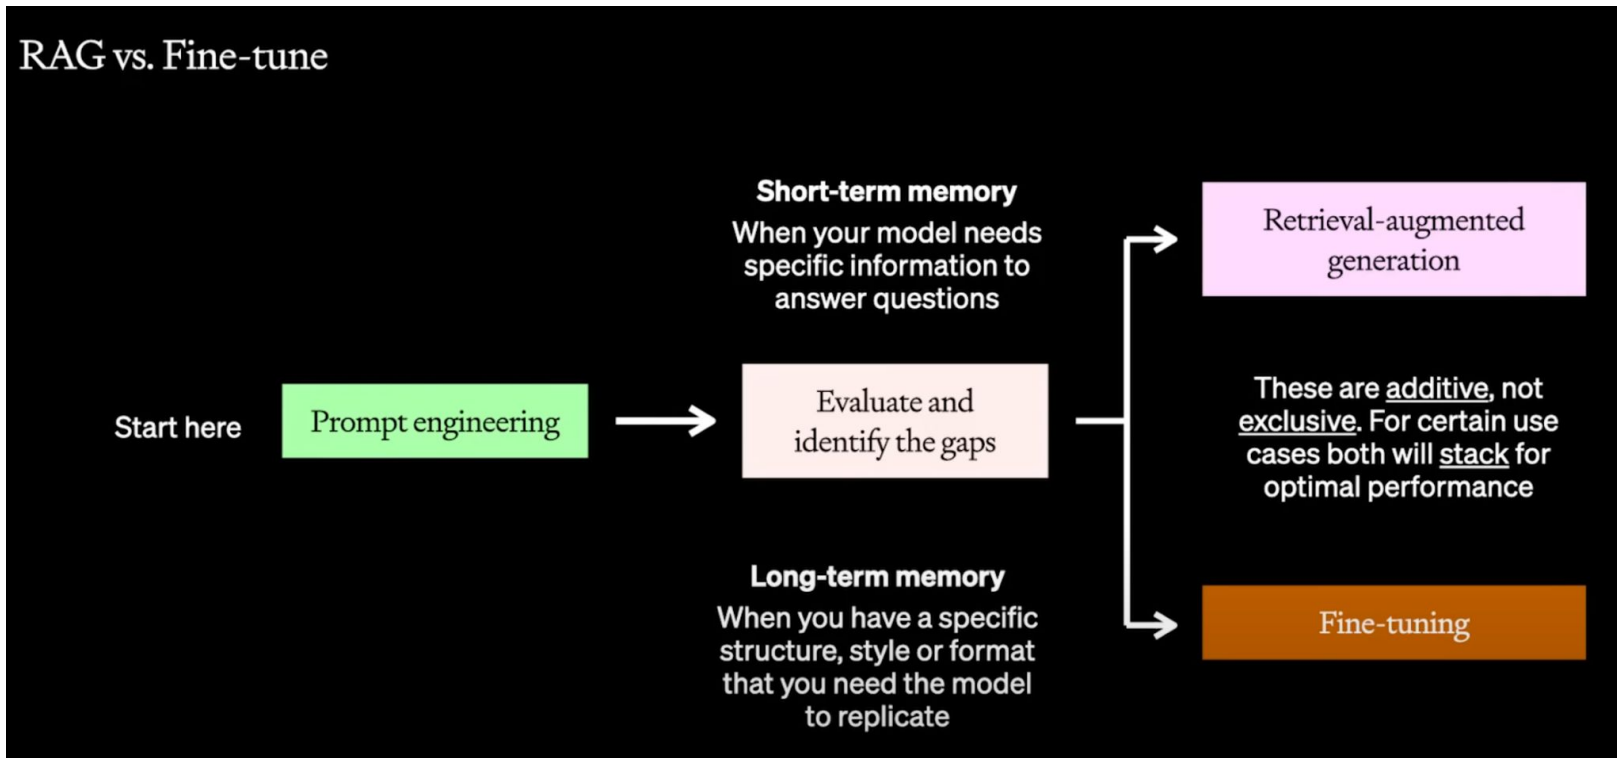 RAG vs. Fine-tune
Start here
Prompt engineering
Short-term memory
When your model needs
specific information to
answer questions
Evaluate and
identify the gaps
Long-term memory
When you have a specific
structure, style or format
that you need the model
to replicate
Retrieval-augmented
generation
These are additive, not
exclusive. For certain use
cases both will stack for
optimal performance
Fine-tuning